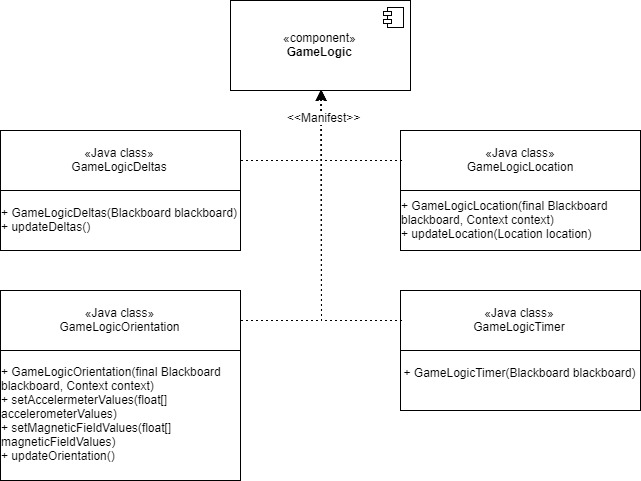 «component»
GameLogic
<<Manifest>>
«Java class»
GameLogicDeltas
+ GameLogicDeltas(Blackboard blackboard)
+ updateDeltas()
«Java class»
GameLogicLocation
+ GameLogicLocation(final Blackboard
blackboard, Context context)
+ updateLocation(Location location)
«Java class»
GameLogicOrientation
+ GameLogicOrientation(final Blackboard
blackboard, Context context)
+ setAccelermeterValues(float[]
accelerometerValues)
+ setMagneticFieldValues(float[]
magneticFieldValues)
+ updateOrientation()
«Java class»
GameLogicTimer
+ GameLogicTimer(Blackboard blackboard)